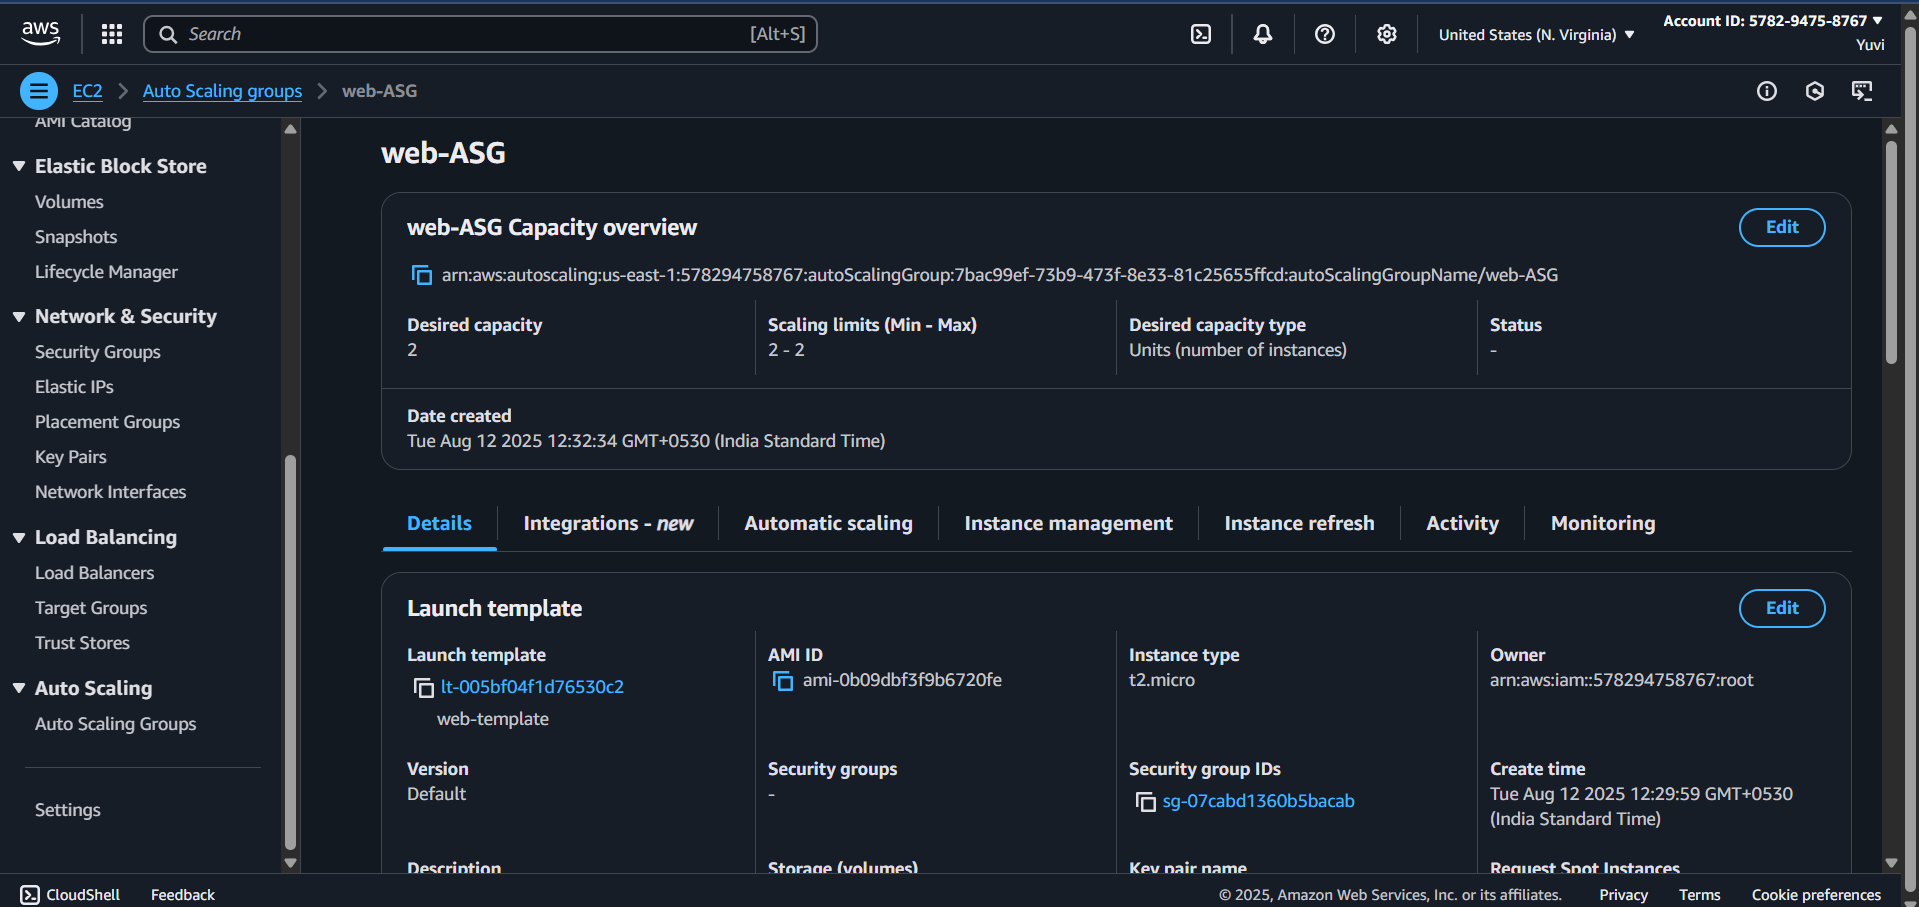 aws
Search [Alt+S]
United States (N. Virginia)
Account ID: 5782-9475-8767
Yuvi
EC2
Auto Scaling groups
web-ASG
AMI Catalog
Elastic Block Store
Volumes
Snapshots
Lifecycle Manager
Network & Security
Security Groups
Elastic IPs
Placement Groups
Key Pairs
Network Interfaces
Load Balancing
Load Balancers
Target Groups
Trust Stores
Auto Scaling
Auto Scaling Groups
Settings
web-ASG
web-ASG Capacity overview
Edit
arn:aws:autoscaling:us-east-1:578294758767:autoScalingGroup:7bac99ef-73b9-473f-8e33-81c25655ffcd:autoScalingGroupName/web-ASG
Desired capacity
2
Scaling limits (Min - Max)
2 - 2
Desired capacity type
Units (number of instances)
Status
-
Date created
Tue Aug 12 2025 12:32:34 GMT+0530 (India Standard Time)
Details
Integrations - new
Automatic scaling
Instance management
Instance refresh
Activity
Monitoring
Launch template
Edit
Launch template
lt-005bf04f1d76530c2
web-template
AMI ID
ami-0b09dbf3f9b6720fe
Instance type
t2.micro
Owner
arn:aws:iam::578294758767:root
Version
Default
Security groups
-
Security group IDs
sg-07cabd1360b5bacab
Create time
Tue Aug 12 2025 12:29:59 GMT+0530
(India Standard Time)
Description
Storage (volumes)
Key pair name
Request Spot Instances
CloudShell
Feedback
© 2025, Amazon Web Services, Inc. or its affiliates.
Privacy
Terms
Cookie preferences